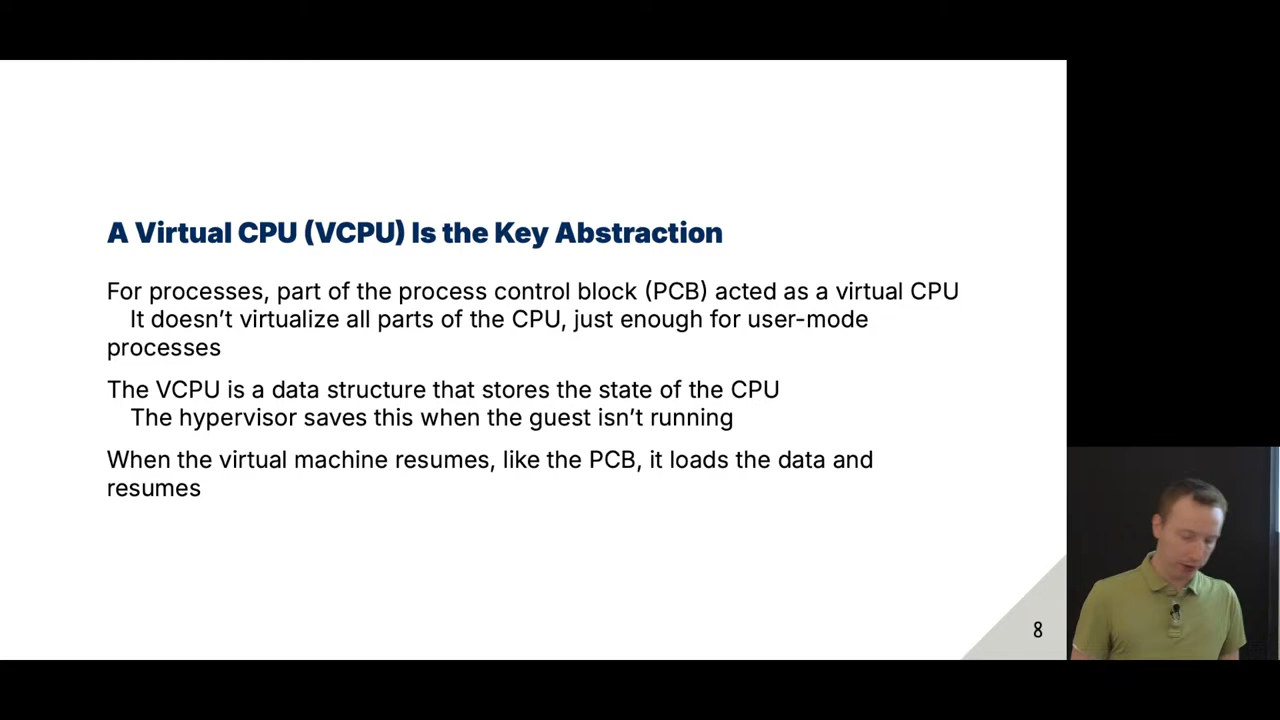 A Virtual CPU (VCPU) Is the Key Abstraction
For processes, part of the process control block (PCB) acted as a virtual CPU
It doesn’t virtualize all parts of the CPU, just enough for user-mode
processes
The VCPU is a data structure that stores the state of the CPU
The hypervisor saves this when the guest isn’t running
When the virtual machine resumes, like the PCB, it loads the data and
resumes
8